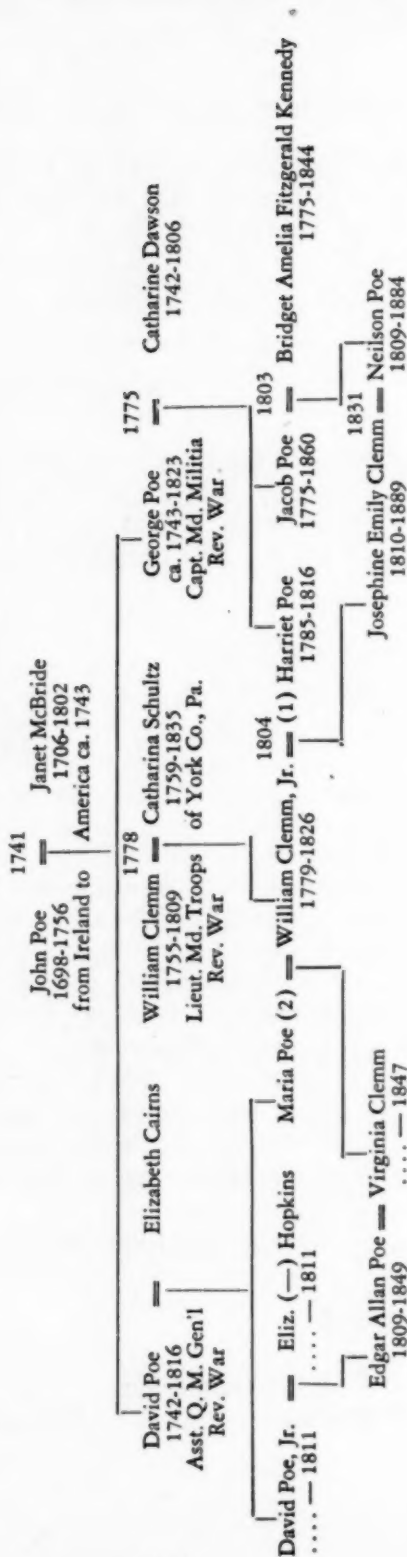 1741
John Poe = Janet McBride
1698-1756 1706-1802
from Ireland to America ca. 1743
1778 1775
David Poe = Elizabeth Cairns William Clemm = Catharina Schultz George Poe = Catharine Dawson
1742-1816 1755-1809 1759-1835 ca. 1743-1823 1742-1806
Asst. Q. M. Gen'l Lieut. Md. Troops of York Co., Pa. Capt. Md. Militia
Rev. War Rev. War Rev. War
1804 1803
David Poe, Jr. = Eliz. (—) Hopkins Maria Poe (2) = William Clemm, Jr. = (1) Harriet Poe Jacob Poe = Bridget Amelia Fitzgerald Kennedy
.... — 1811 .... — 1811 1779-1826 1785-1816 1775-1860 1775-1844
1831
Edgar Allan Poe = Virginia Clemm Josephine Emily Clemm = Neilson Poe
1809-1849 .... — 1847 1810-1889 1809-1884